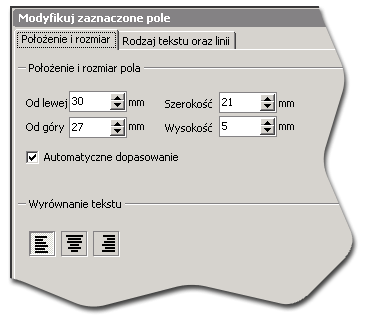 Modyfikuj zaznaczone pole
Położenie i rozmiar Rodzaj tekstu oraz linii
Położenie i rozmiar pola
Od lewej 30 mm Szerokość 21 mm
Od góry 27 mm Wysokość 5 mm
Automatyczne dopasowanie
Wyrównanie tekstu